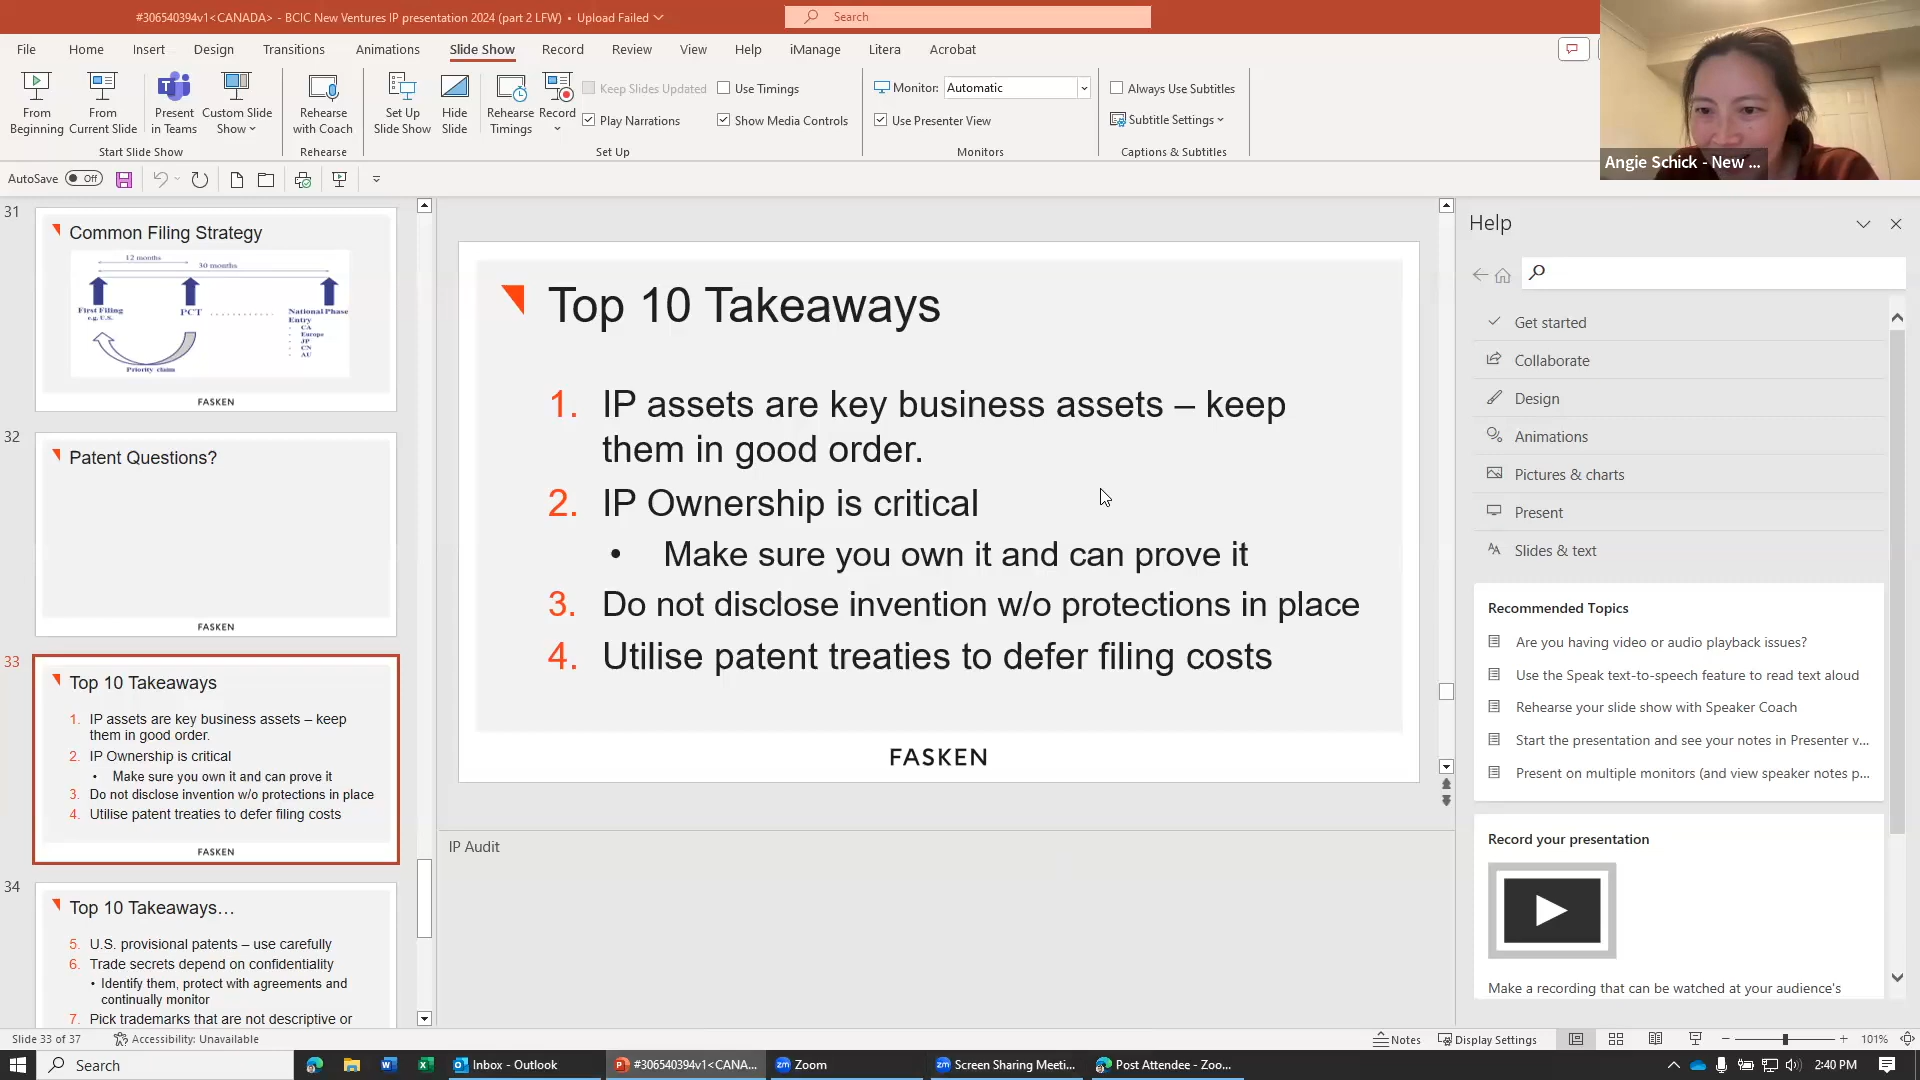 #306540394v1<CANADA> - BCIC New Ventures IP presentation 2024 (part 2 LFW) • Upload Failed
Search
File Home Insert Design Transitions Animations Slide Show Record Review View Help iManage Litera Acrobat
From Beginning
From Current Slide
Present in Teams
Custom Slide Show
Start Slide Show
Rehearse with Coach
Rehearse
Set Up Slide Show
Hide Slide
Rehearse Timings
Record
Keep Slides Updated
Use Timings
Play Narrations
Show Media Controls
Set Up
Monitor: Automatic
Use Presenter View
Monitors
Always Use Subtitles
Subtitle Settings
Captions & Subtitles
Angie Schick - New ...
AutoSave Off
31
Common Filing Strategy
12 months
30 months
First Filing
e.g. U.S.
PCT
National Phase
Entry
CA
Europe
JP
CN
AU
Priority claim
FASKEN
32
Patent Questions?
FASKEN
33
Top 10 Takeaways
1. IP assets are key business assets – keep
them in good order.
2. IP Ownership is critical
• Make sure you own it and can prove it
3. Do not disclose invention w/o protections in place
4. Utilise patent treaties to defer filing costs
FASKEN
34
Top 10 Takeaways…
5. U.S. provisional patents – use carefully
6. Trade secrets depend on confidentiality
• Identify them, protect with agreements and
continually monitor
7. Pick trademarks that are not descriptive or
Top 10 Takeaways
1. IP assets are key business assets – keep
them in good order.
2. IP Ownership is critical
• Make sure you own it and can prove it
3. Do not disclose invention w/o protections in place
4. Utilise patent treaties to defer filing costs
FASKEN
IP Audit
Help
Get started
Collaborate
Design
Animations
Pictures & charts
Present
Slides & text
Recommended Topics
Are you having video or audio playback issues?
Use the Speak text-to-speech feature to read text aloud
Rehearse your slide show with Speaker Coach
Start the presentation and see your notes in Presenter v...
Present on multiple monitors (and view speaker notes p...
Record your presentation
Make a recording that can be watched at your audience's
Slide 33 of 37 Accessibility: Unavailable
Notes Display Settings 101%
Search
Inbox - Outlook
#306540394v1<CANA...
Zoom
Screen Sharing Meeti...
Post Attendee - Zoo...
2:40 PM